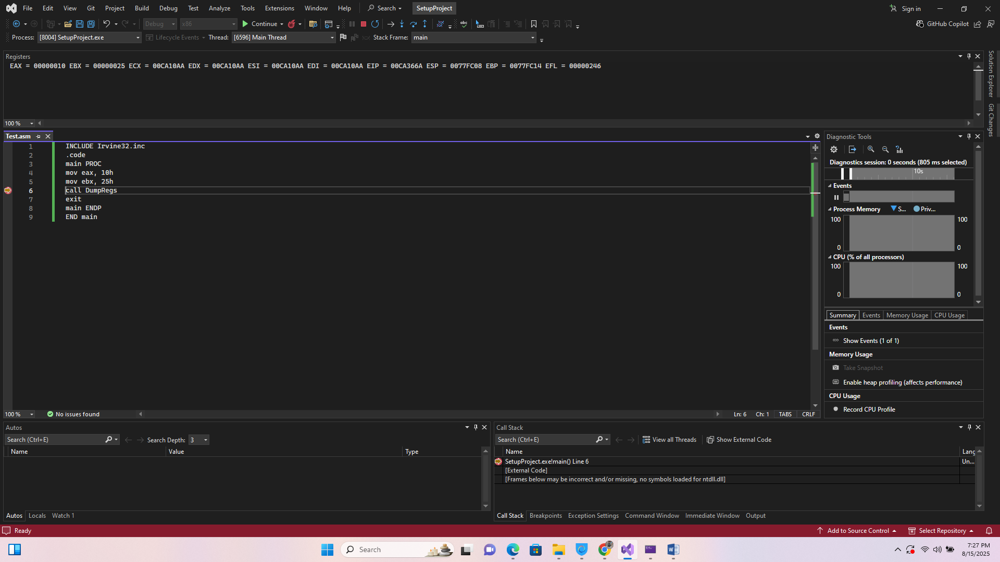 File Edit View Git Project Build Debug Test Analyze Tools Extensions Window Help Search SetupProject Sign in
Debug x86 Continue abc GitHub Copilot
Process: [8004] SetupProject.exe Lifecycle Events Thread: [6596] Main Thread Stack Frame: main
Registers
EAX = 00000010 EBX = 00000025 ECX = 00CA10AA EDX = 00CA10AA ESI = 00CA10AA EDI = 00CA10AA EIP = 00CA366A ESP = 0077FC08 EBP = 0077FC14 EFL = 00000246
100 %
Solution Explorer
Git Changes
Test.asm
1 INCLUDE Irvine32.inc
2 .code
3 main PROC
4 mov eax, 10h
5 mov ebx, 25h
6 call DumpRegs
7 exit
8 main ENDP
9 END main
100 % No issues found Ln: 6 Ch: 1 TABS CRLF
Diagnostic Tools
Diagnostics session: 0 seconds (805 ms selected)
10s
Events
Process Memory S... Priv...
100 100
0 0
CPU (% of all processors)
100 100
0 0
Summary Events Memory Usage CPU Usage
Events
Show Events (1 of 1)
Memory Usage
Take Snapshot
Enable heap profiling (affects performance)
CPU Usage
Record CPU Profile
Autos
Search (Ctrl+E) Search Depth: 3
Name Value Type
Autos Locals Watch 1
Call Stack
Search (Ctrl+E) View all Threads Show External Code
Name Lang
SetupProject.exe!main() Line 6 Un...
[External Code]
[Frames below may be incorrect and/or missing, no symbols loaded for ntdll.dll]
Call Stack Breakpoints Exception Settings Command Window Immediate Window Output
Ready Add to Source Control Select Repository
Search
7:27 PM
8/15/2025